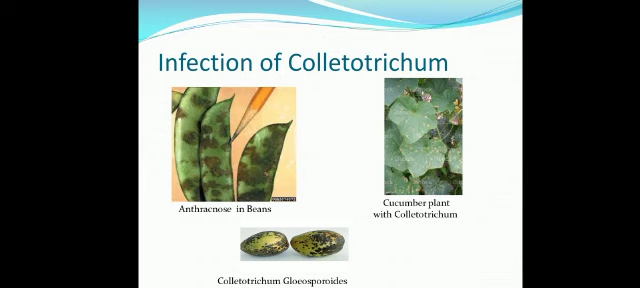 Infection of Colletotrichum
Anthracnose in Beans
Cucumber plant
with Colletotrichum
Colletotrichum Gloeosporoides